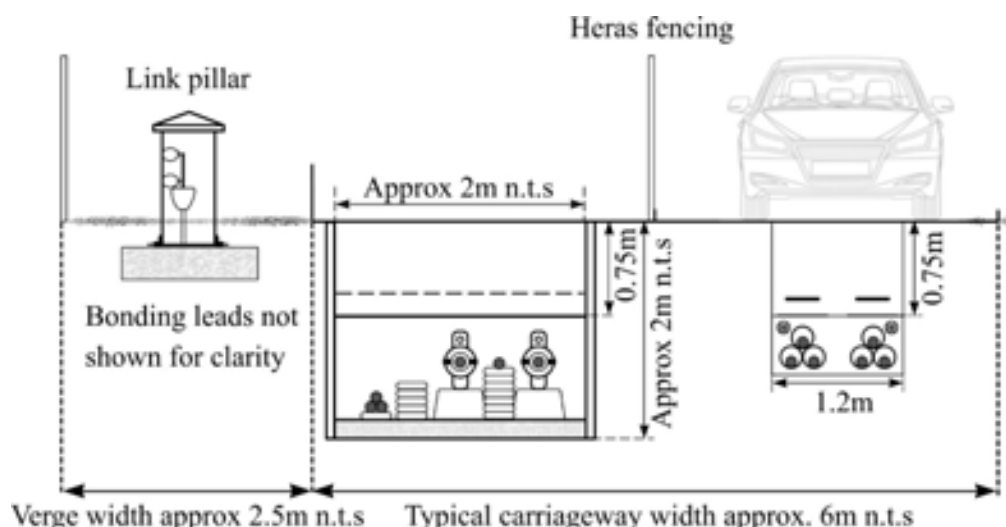 Heras fencing
Link pillar
Approx 2m n.t.s
0.75m
Approx 2m n.t.s
0.75m
Bonding leads not
shown for clarity
1.2m
Verge width approx 2.5m n.t.s
Typical carriageway width approx. 6m n.t.s